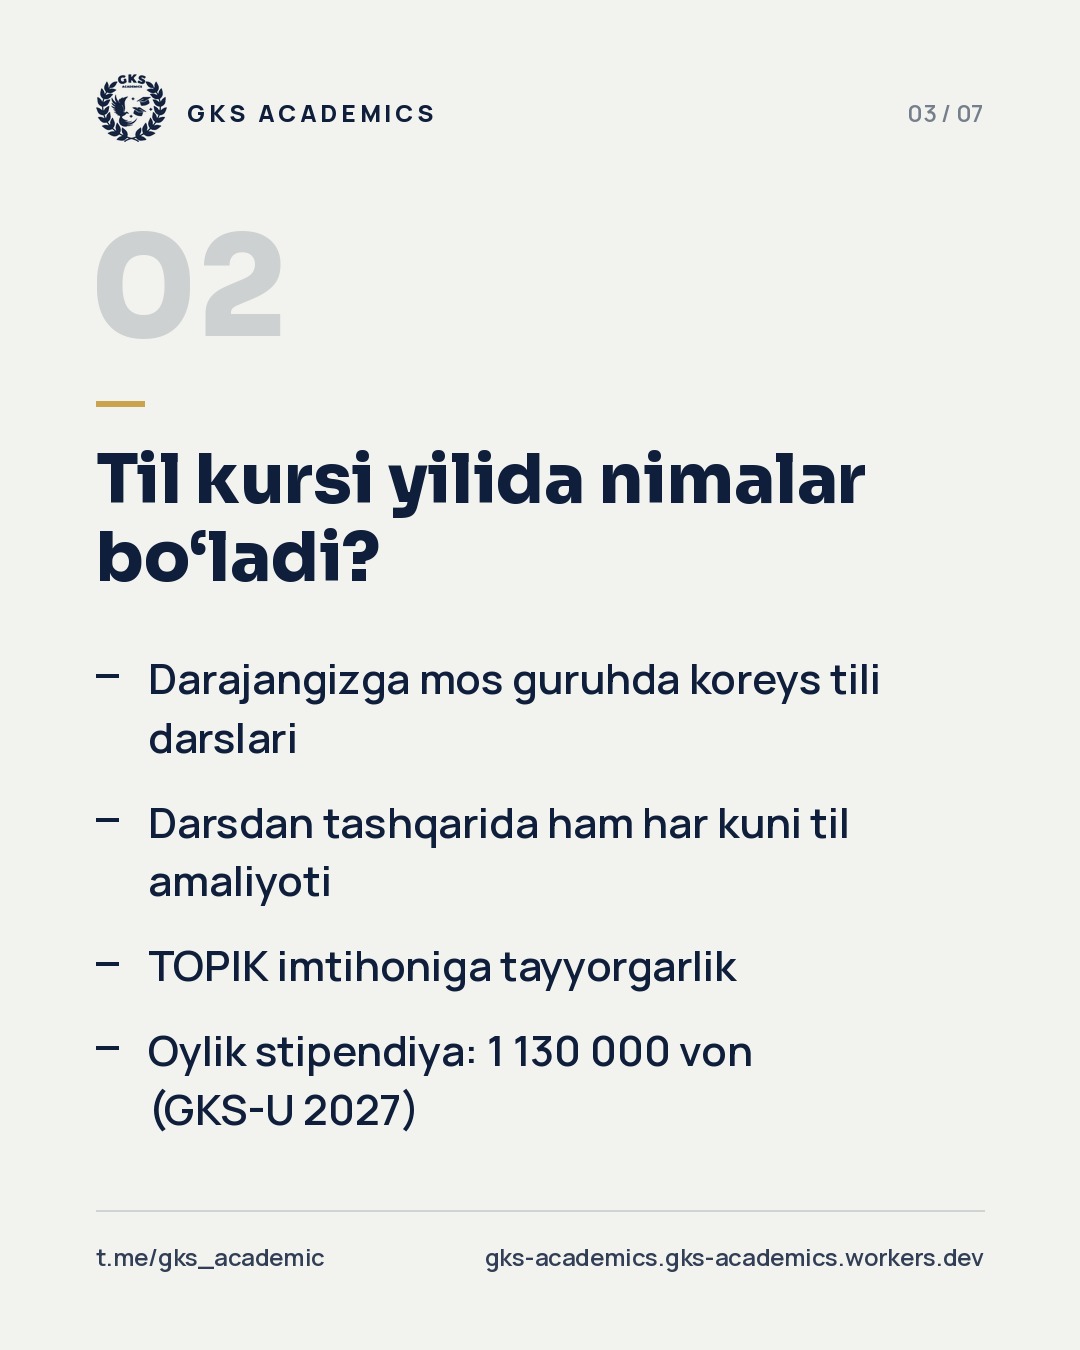 GKS
ACADEMICS
GKS ACADEMICS
03 / 07
02
Til kursi yilida nimalar
bo‘ladi?
– Darajangizga mos guruhda koreys tili
darslari
– Darsdan tashqarida ham har kuni til
amaliyoti
– TOPIK imtihoniga tayyorgarlik
– Oylik stipendiya: 1 130 000 von
(GKS-U 2027)
t.me/gks_academic
gks-academics.gks-academics.workers.dev